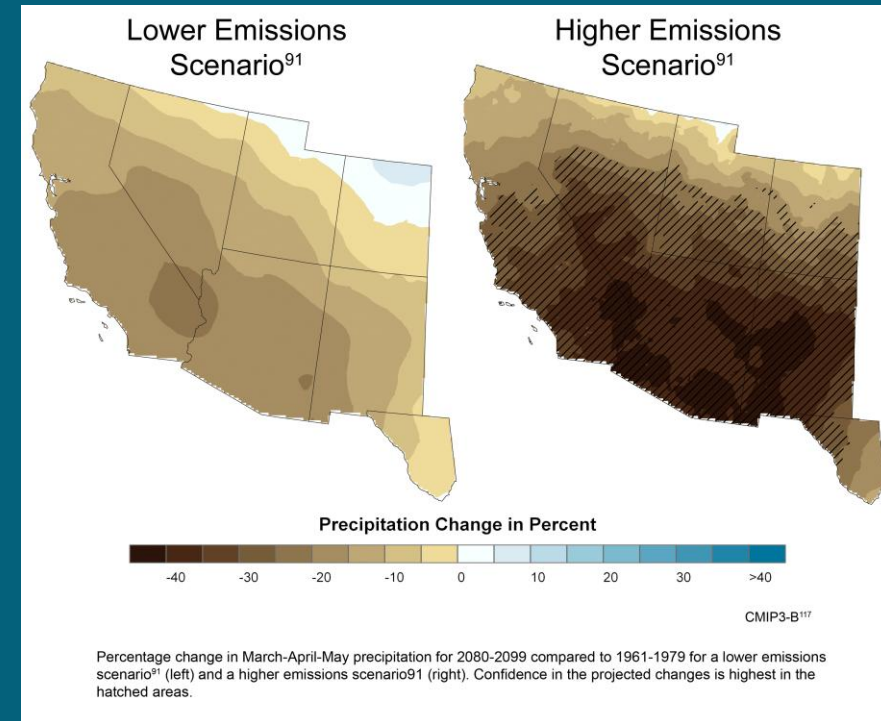 Lower Emissions
Scenario⁹¹
Higher Emissions
Scenario⁹¹
Precipitation Change in Percent
-40 -30 -20 -10 0 10 20 30 >40
CMIP3-B¹¹⁷
Percentage change in March-April-May precipitation for 2080-2099 compared to 1961-1979 for a lower emissions
scenario⁹¹ (left) and a higher emissions scenario91 (right). Confidence in the projected changes is highest in the
hatched areas.